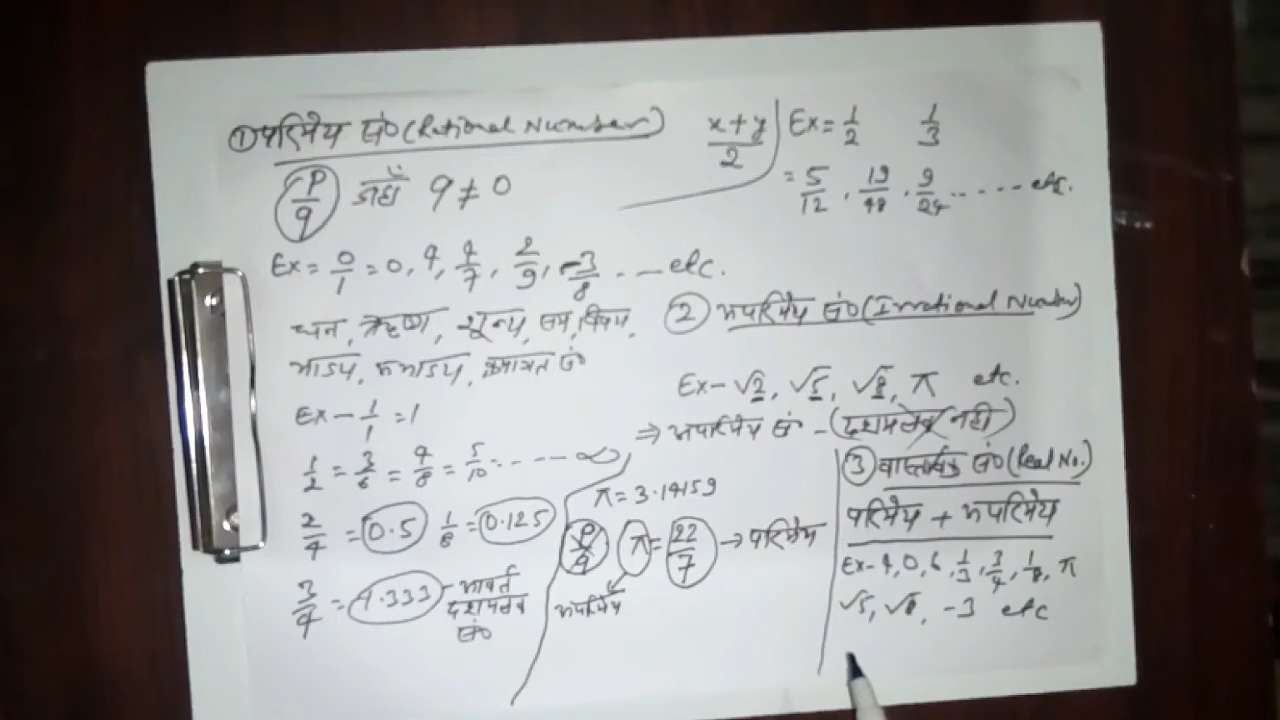 ① परिमेय सं० (Rational Number)
p/q जहाँ q ≠ 0
Ex = 0/1 = 0, 4, 4/7, 2/9, -3/8 ... etc.
धन, ऋण, शून्य, सम, विषम,
भाज्य, अभाज्य, सं०
Ex - 1/1 = 1
1/2 = 3/6 = 4/8 = 5/10 ..... ∞
2/4 = 0.5 1/8 = 0.125
3/9 = 333 आवर्त
दशमलव
सं०
x+y/2
Ex = 1/2 1/3
= 5/12, 19/48, 9/24 ..... etc.
② अपरिमेय सं० (Irrational Number)
Ex - √2, √5, √8, π etc.
⇒ अपरिमेय सं० - (दशमलव नहीं)
π = 3.14159
p/q π = 22/7 → परिमेय
अपरिमेय
③ वास्तविक सं० (Real No.)
परिमेय + अपरिमेय
Ex - 4, 0, 6, 1/3, 3/4, π
√5, √8, -3 etc